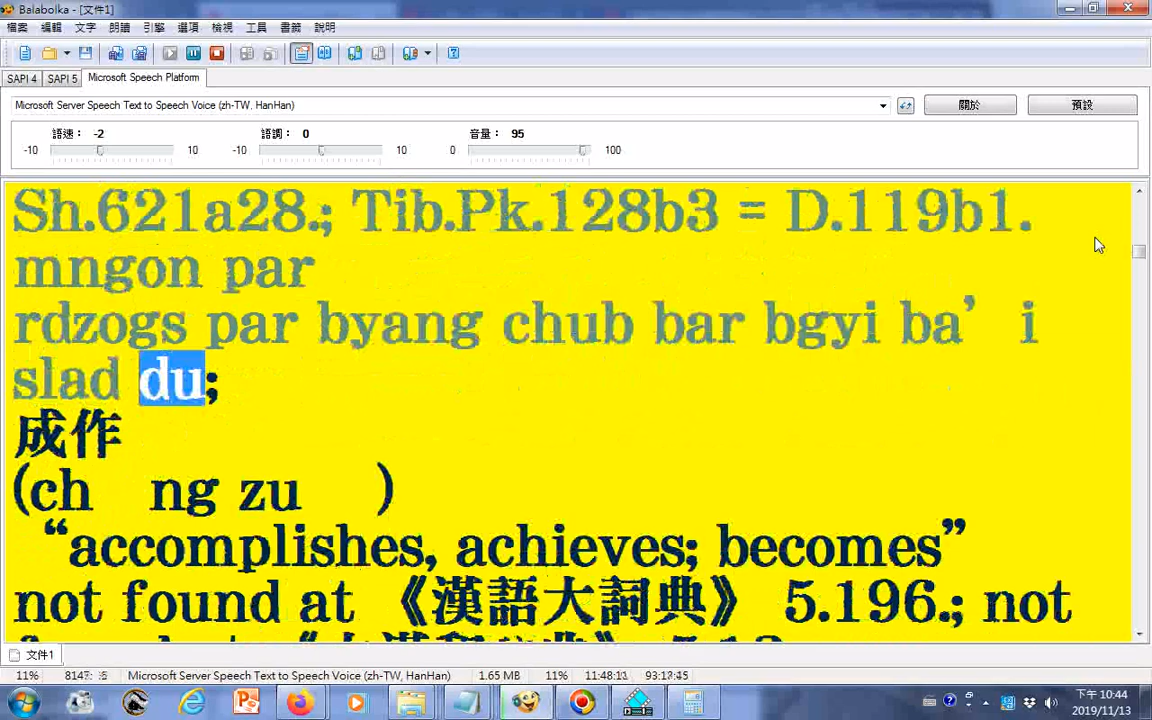 Balabolka - [文件1]
檔案 編輯 文字 朗讀 引擎 選項 檢視 工具 書籤 說明
SAPI 4 SAPI 5 Microsoft Speech Platform
Microsoft Server Speech Text to Speech Voice (zh-TW, HanHan) 關於 預設
語速： -2 語調： 0 音量： 95
-10 10 -10 10 0 100
Sh.621a28.; Tib.Pk.128b3 = D.119b1.
mngon par
rdzogs par byang chub bar bgyi ba’ i
slad du;
成作
(ch ng zu )
“accomplishes, achieves; becomes”
not found at 《漢語大詞典》 5.196.; not
文件1
11% Microsoft Server Speech Text to Speech Voice (zh-TW, HanHan) 1.65 MB 11%
下午 10:44
2019/11/13